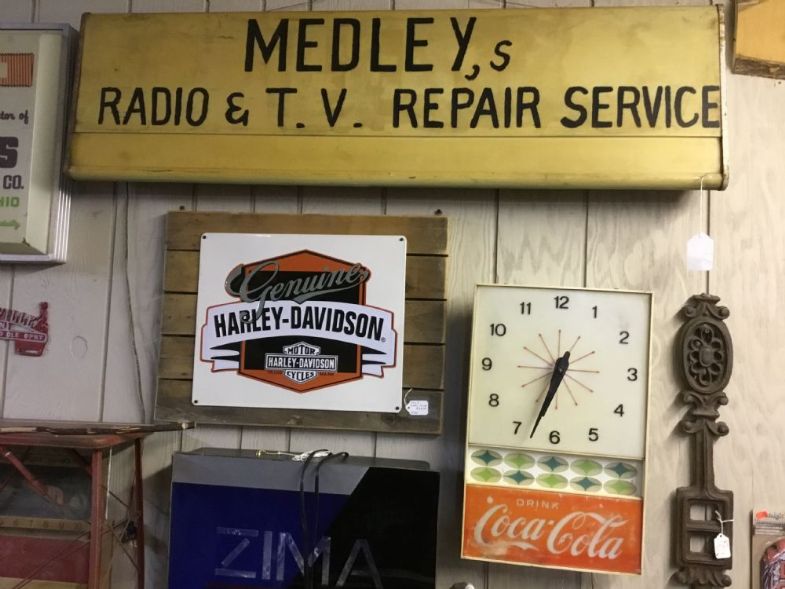 MEDLEY,s
RADIO & T. V. REPAIR SERVICE
S
CO.
Genuine
HARLEY-DAVIDSON
MOTOR
HARLEY-DAVIDSON
CYCLES
12
11 1
10 2
9 3
8 4
7 5
6
DRINK
Coca-Cola
ZIMA